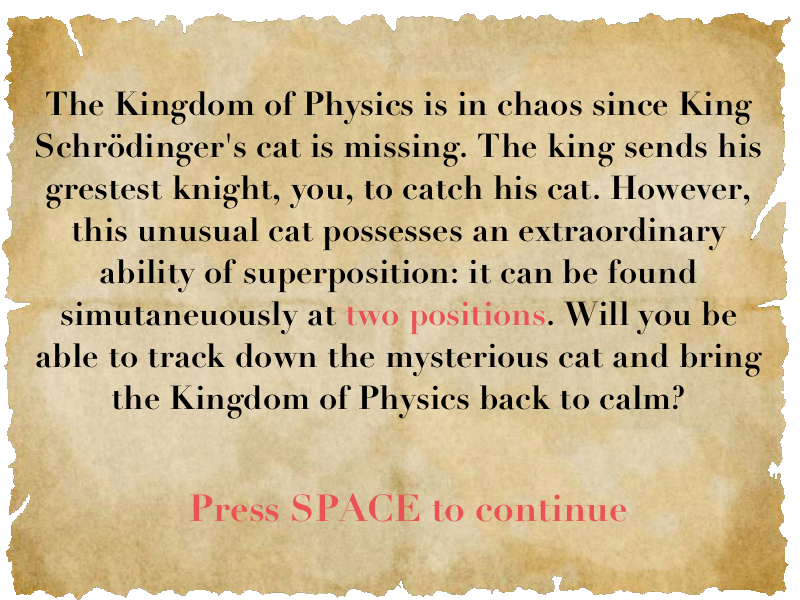 The Kingdom of Physics is in chaos since King
Schrödinger's cat is missing. The king sends his
grestest knight, you, to catch his cat. However,
this unusual cat possesses an extraordinary
ability of superposition: it can be found
simutaneuously at two positions. Will you be
able to track down the mysterious cat and bring
the Kingdom of Physics back to calm?
Press SPACE to continue